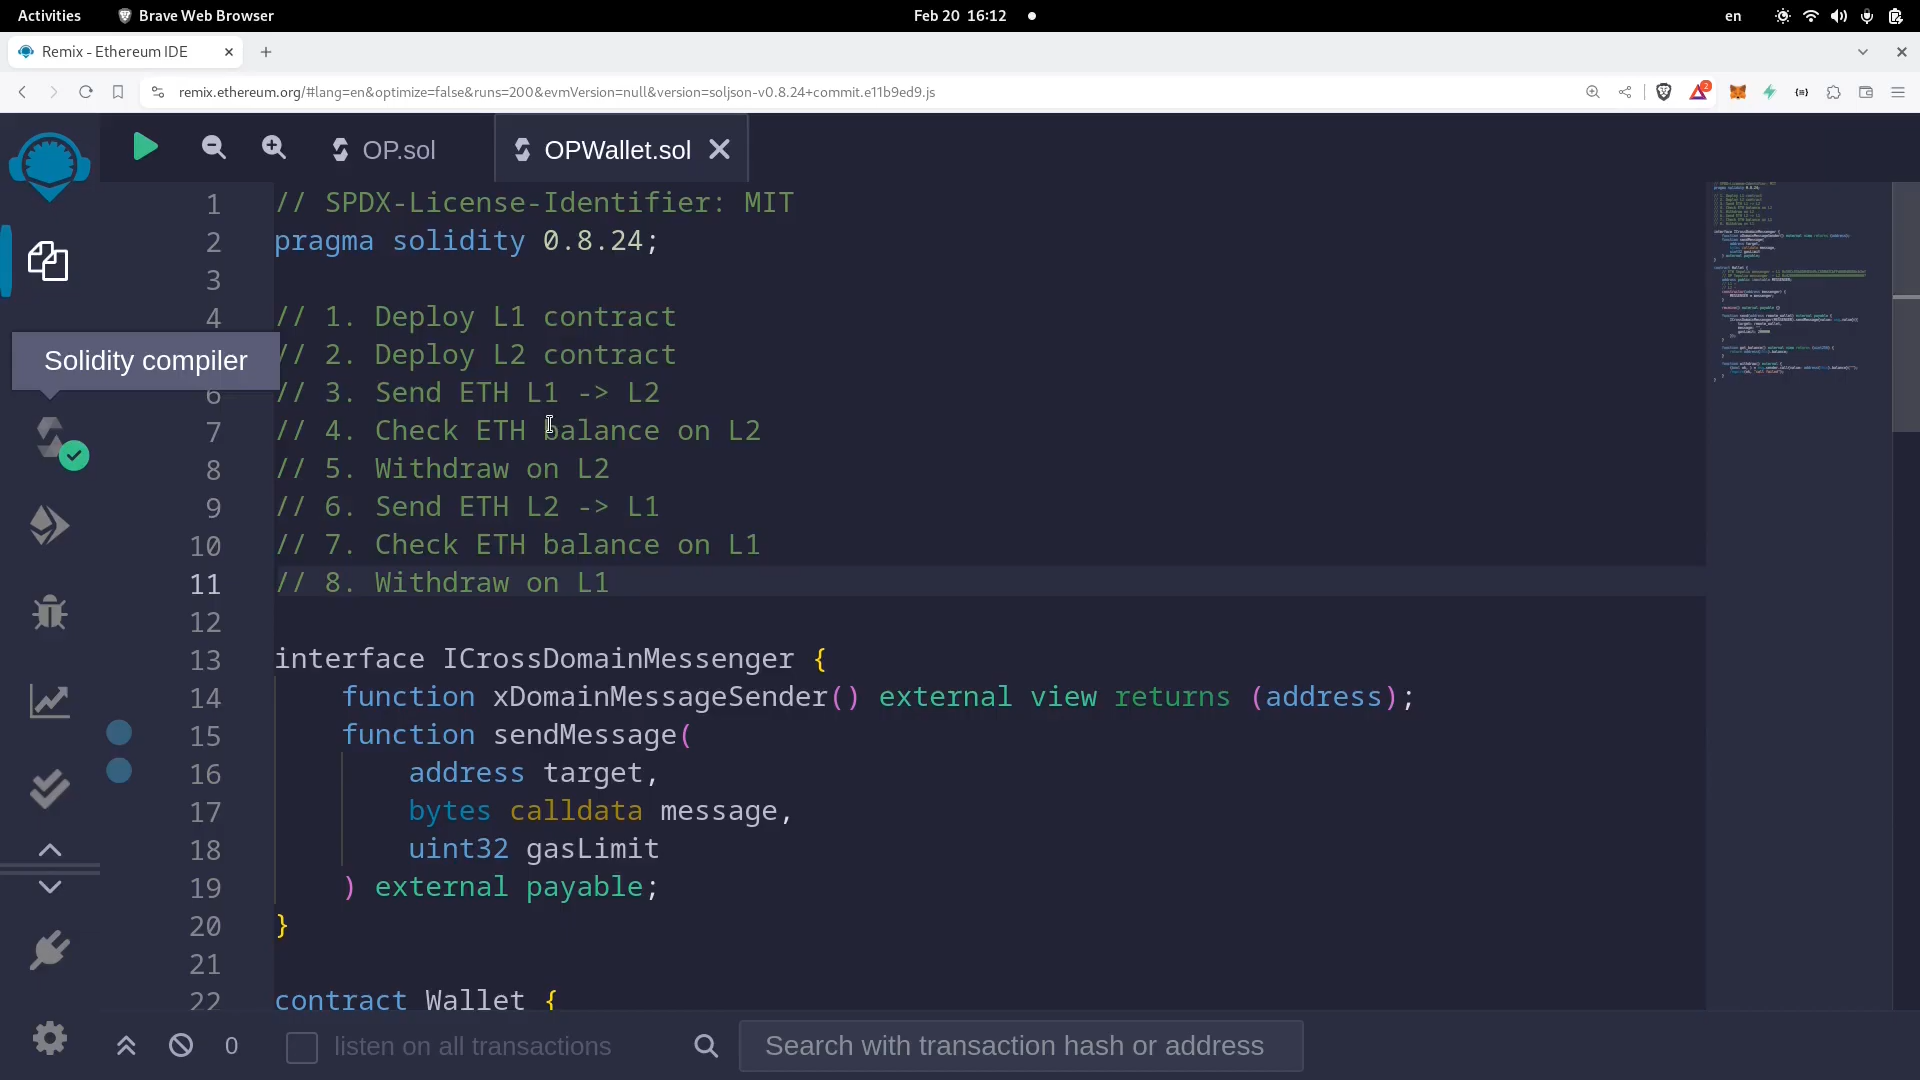 Activities
Brave Web Browser
Feb 20 16:12
en
Remix - Ethereum IDE
remix.ethereum.org/#lang=en&optimize=false&runs=200&evmVersion=null&version=soljson-v0.8.24+commit.e11b9ed9.js
2
OP.sol
OPWallet.sol
1 // SPDX-License-Identifier: MIT
2 pragma solidity 0.8.24;
3
4 // 1. Deploy L1 contract
Solidity compiler
// 2. Deploy L2 contract
6 // 3. Send ETH L1 -> L2
7 // 4. Check ETH balance on L2
8 // 5. Withdraw on L2
9 // 6. Send ETH L2 -> L1
10 // 7. Check ETH balance on L1
11 // 8. Withdraw on L1
12
13 interface ICrossDomainMessenger {
14 function xDomainMessageSender() external view returns (address);
15 function sendMessage(
16 address target,
17 bytes calldata message,
18 uint32 gasLimit
19 ) external payable;
20 }
21
22 contract Wallet {
0
listen on all transactions
Search with transaction hash or address